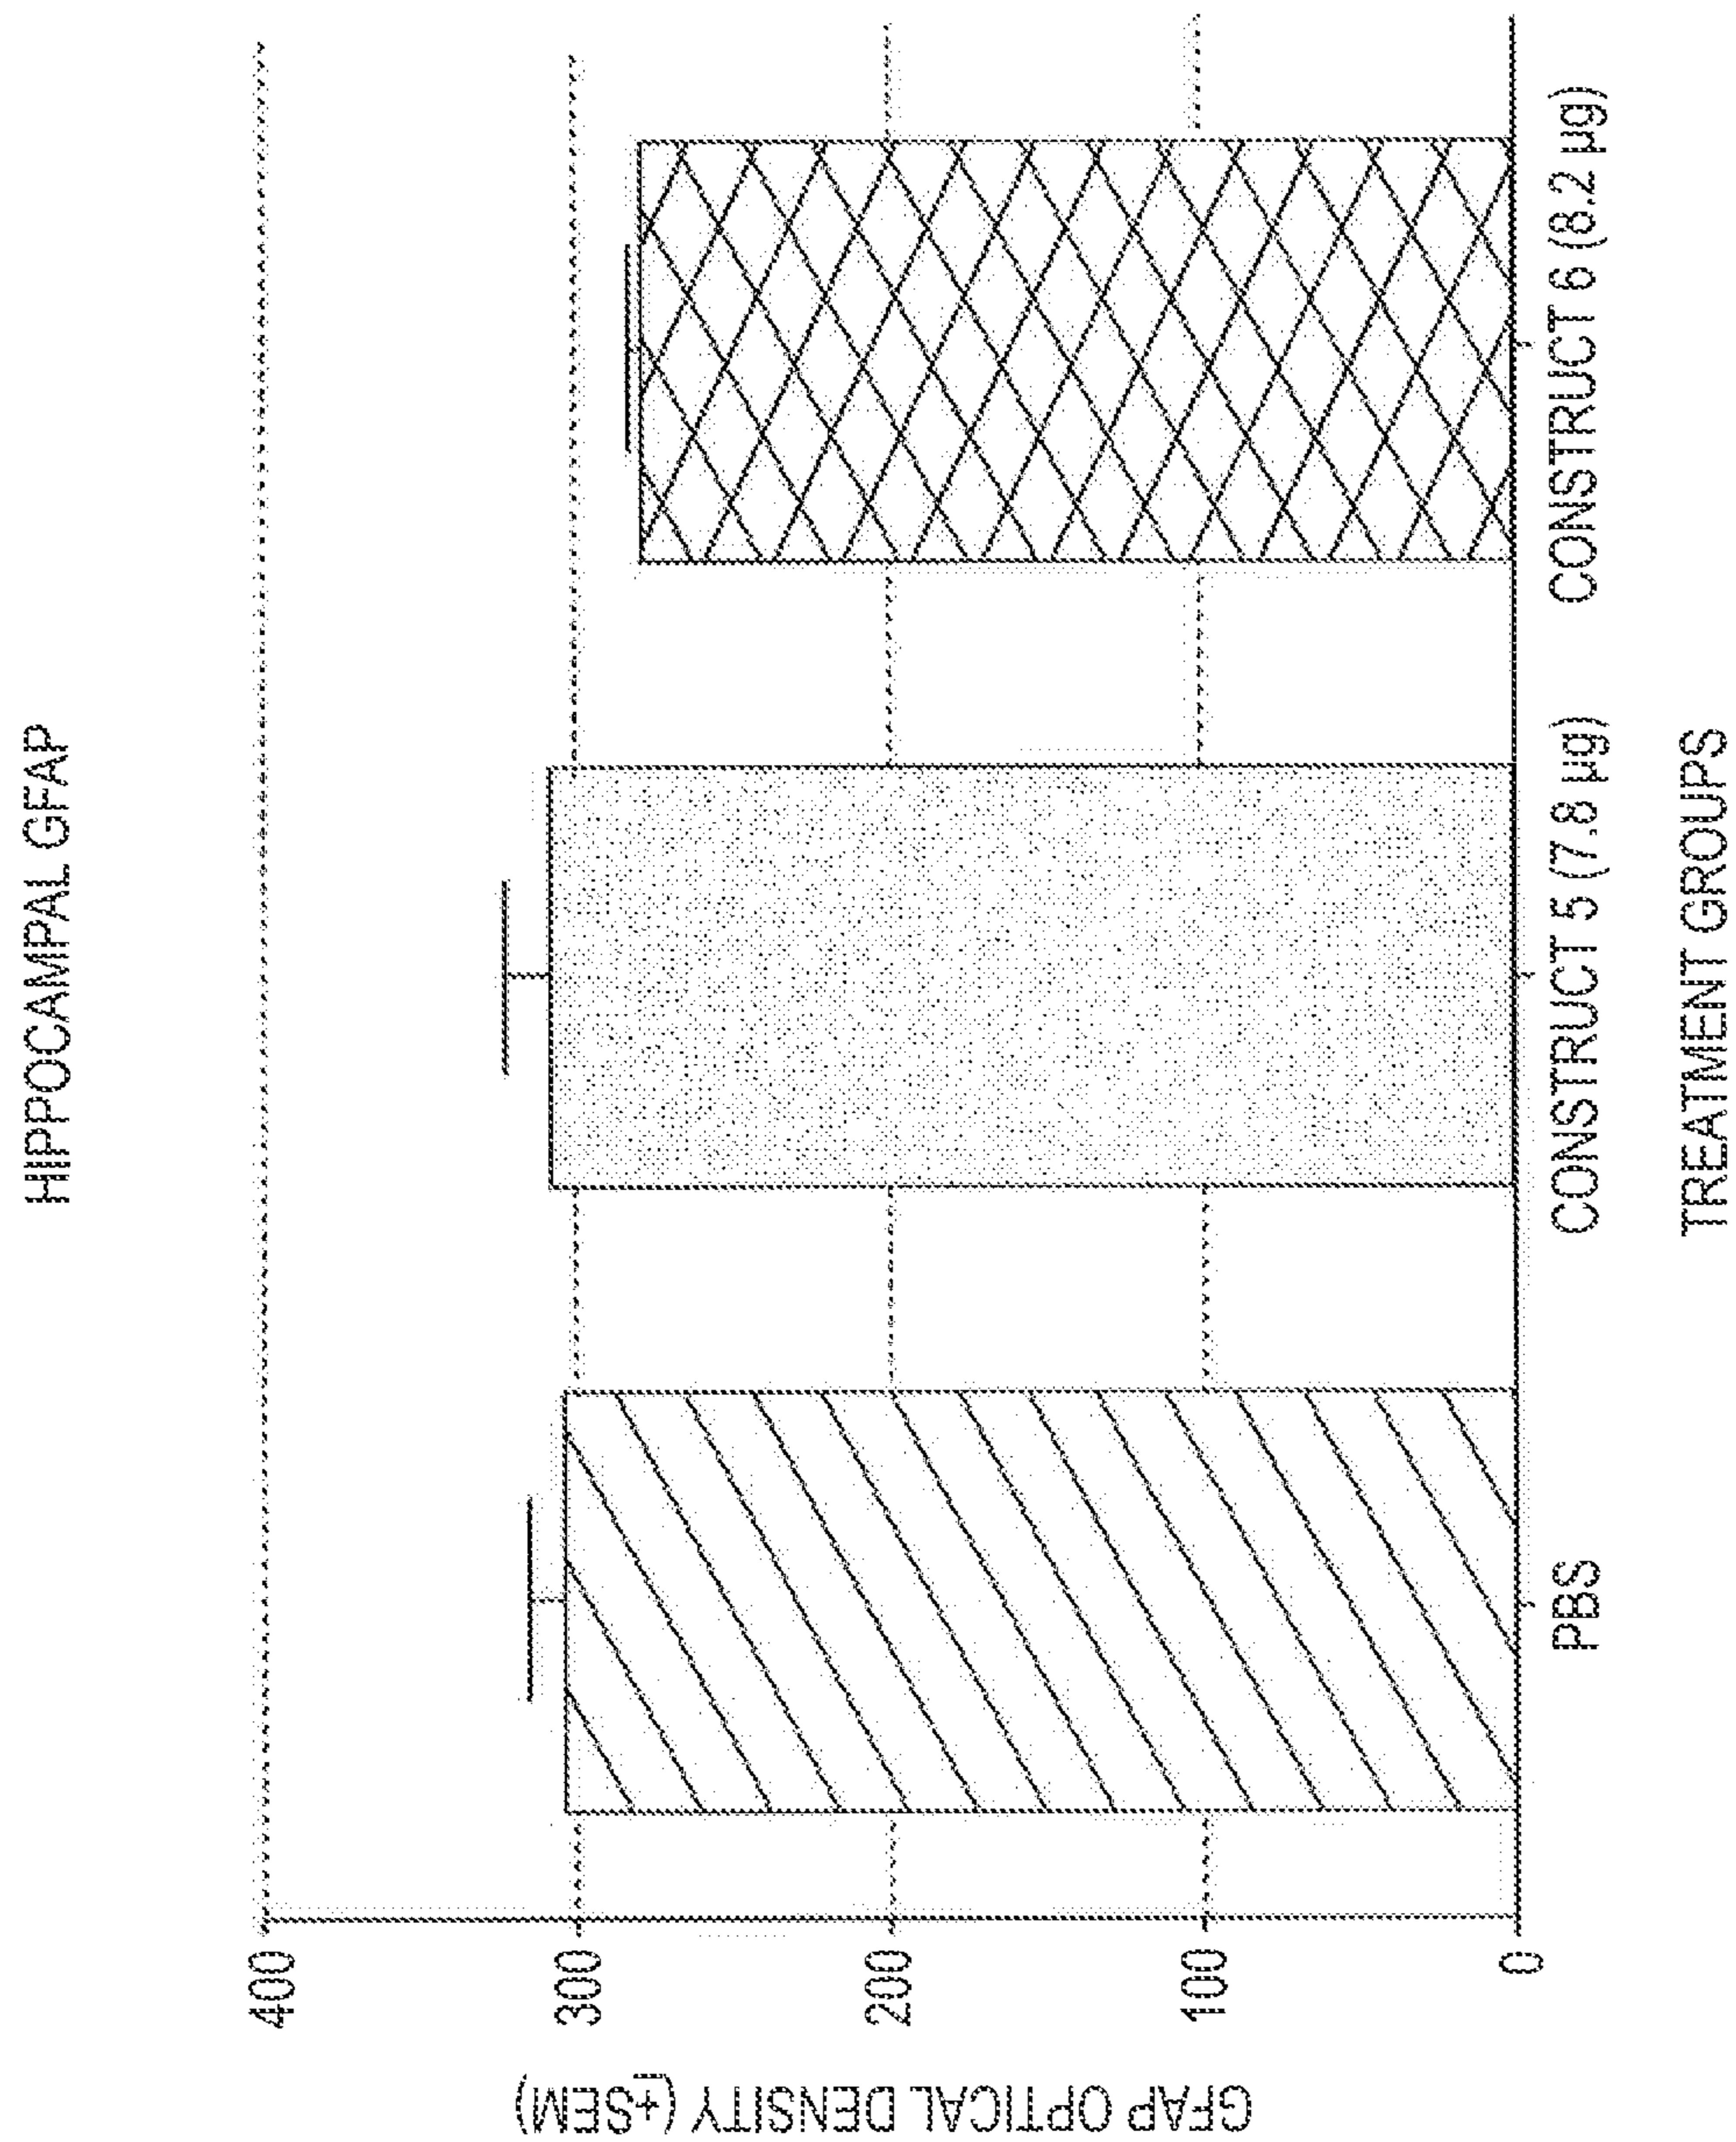 HIPPOCAMPAL GFAP
GFAP OPTICAL DENSITY (±SEM)
400
300
200
100
0
PBS
CONSTRUCT 5 (7.8 µg)
CONSTRUCT 6 (8.2 µg)
TREATMENT GROUPS